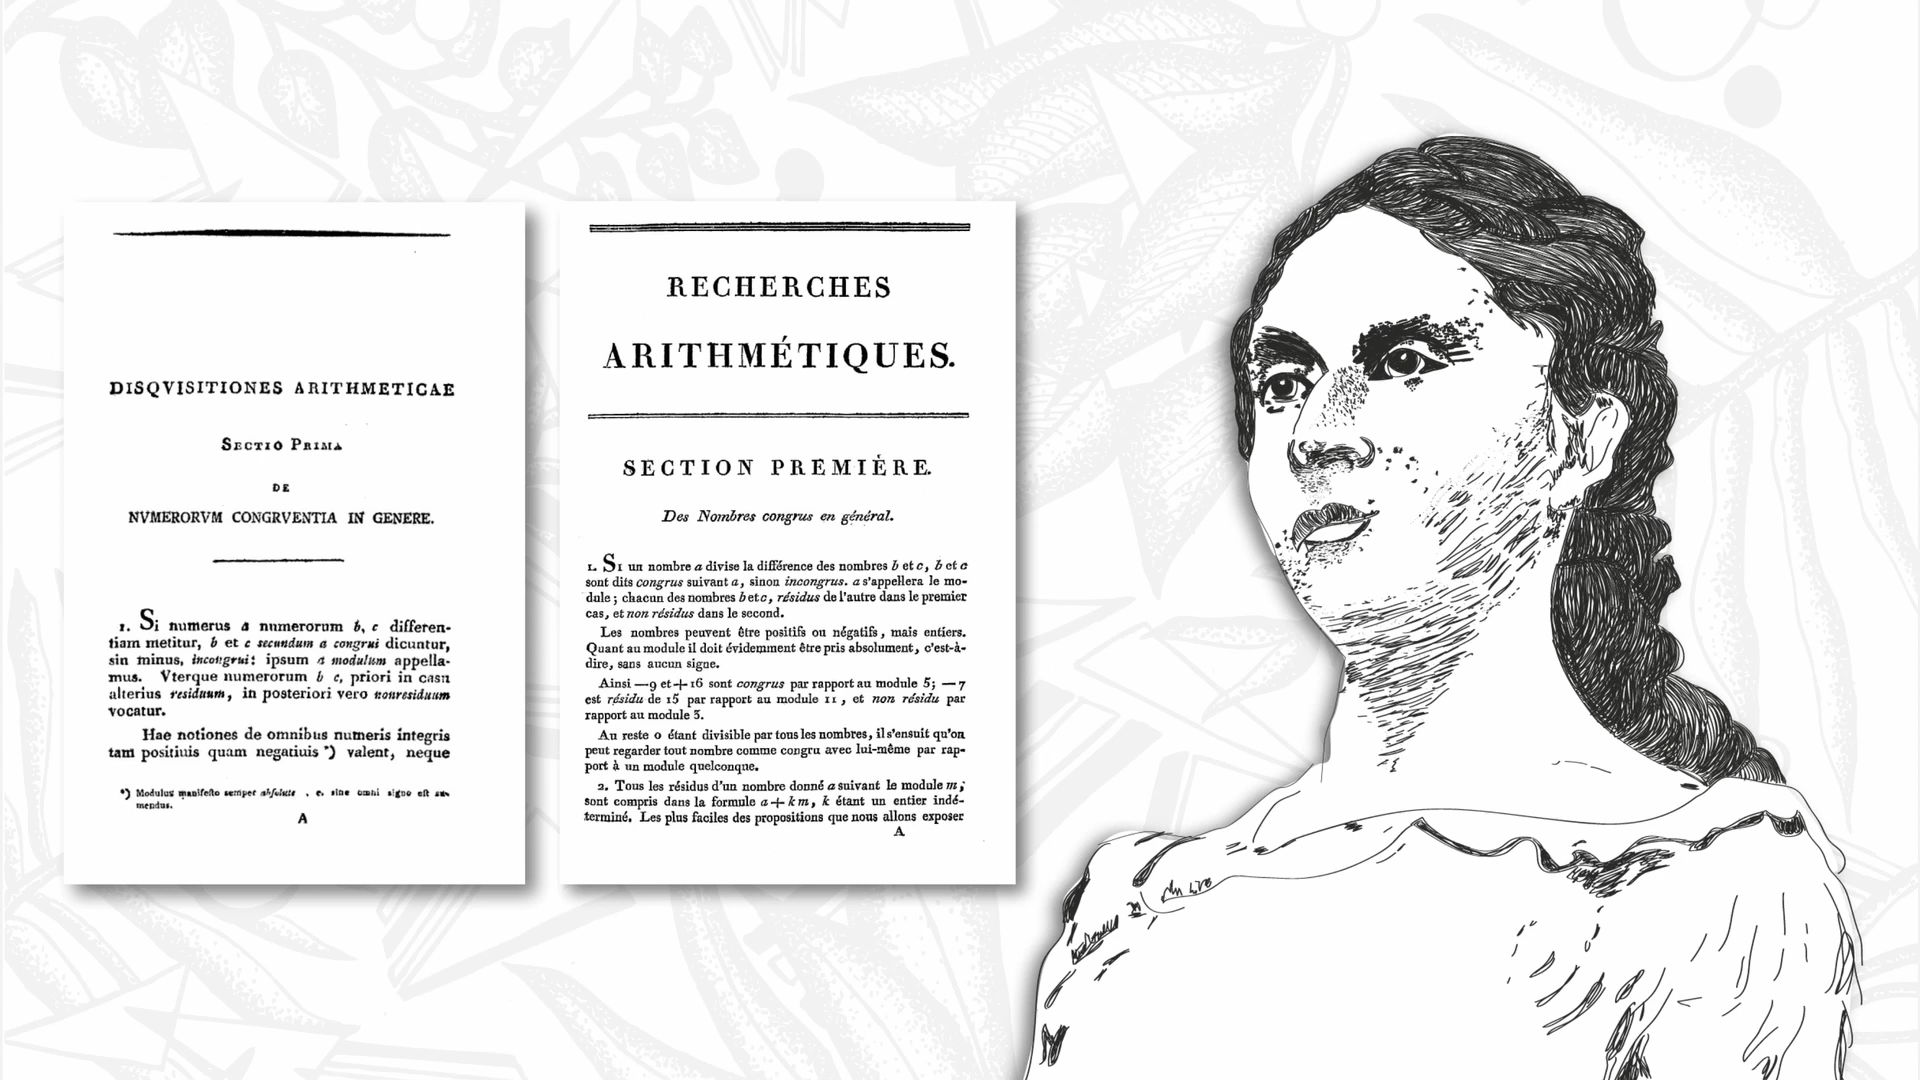 DISQVISITIONES ARITHMETICAE
SECTIO PRIMA
DE
NVMERORVM CONGRVENTIA IN GENERE.
1. Si numerus a numerorum b, c differen-
tiam metitur, b et c secundum a congrui dicuntur,
sin minus, incongrui: ipsum a modulum appella-
mus. Vterque numerorum b c, priori in casu
alterius residuum, in posteriori vero nonresiduum
vocatur.
Hae notiones de omnibus numeris integris
tam positiuis quam negatiuis *) valent, neque
*) Modulus manifesto semper absolute , e. sine omni signo est su-
mendus.
A
RECHERCHES
ARITHMÉTIQUES.
SECTION PREMIÈRE.
Des Nombres congrus en général.
1. SI un nombre a divise la différence des nombres b et c, b et c
sont dits congrus suivant a, sinon incongrus. a s'appellera le mo-
dule ; chacun des nombres b et c, résidus de l'autre dans le premier
cas, et non résidus dans le second.
Les nombres peuvent être positifs ou négatifs, mais entiers.
Quant au module il doit évidemment être pris absolument, c'est-à-
dire, sans aucun signe.
Ainsi —9 et +16 sont congrus par rapport au module 5; —7
est résidu de 15 par rapport au module 11, et non résidu par
rapport au module 3.
Au reste 0 étant divisible par tous les nombres, il s'ensuit qu'on
peut regarder tout nombre comme congru avec lui-même par rap-
port à un module quelconque.
2. Tous les résidus d'un nombre donné a suivant le module m;
sont compris dans la formule a + km, k étant un entier indé-
terminé. Les plus faciles des propositions que nous allons exposer
A